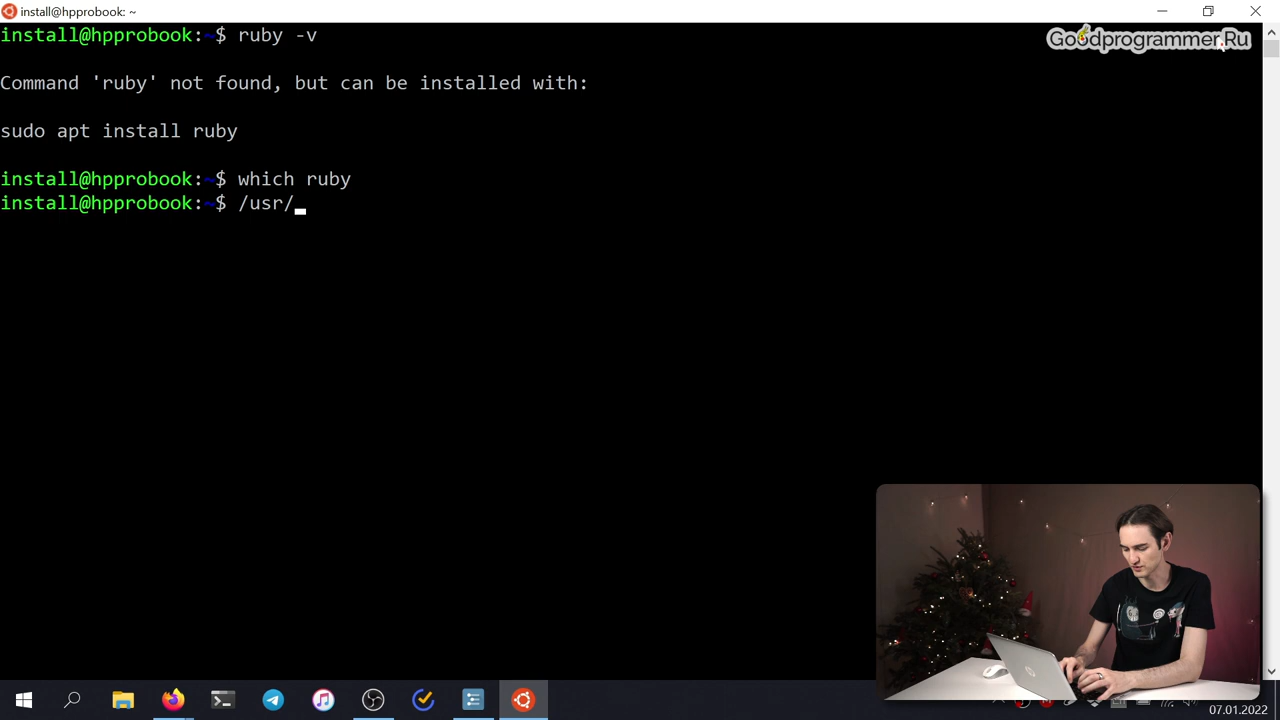 install@hpprobook: ~
install@hpprobook:~$ ruby -v
Goodprogrammer.Ru
Command 'ruby' not found, but can be installed with:
sudo apt install ruby
install@hpprobook:~$ which ruby
install@hpprobook:~$ /usr/
07.01.2022